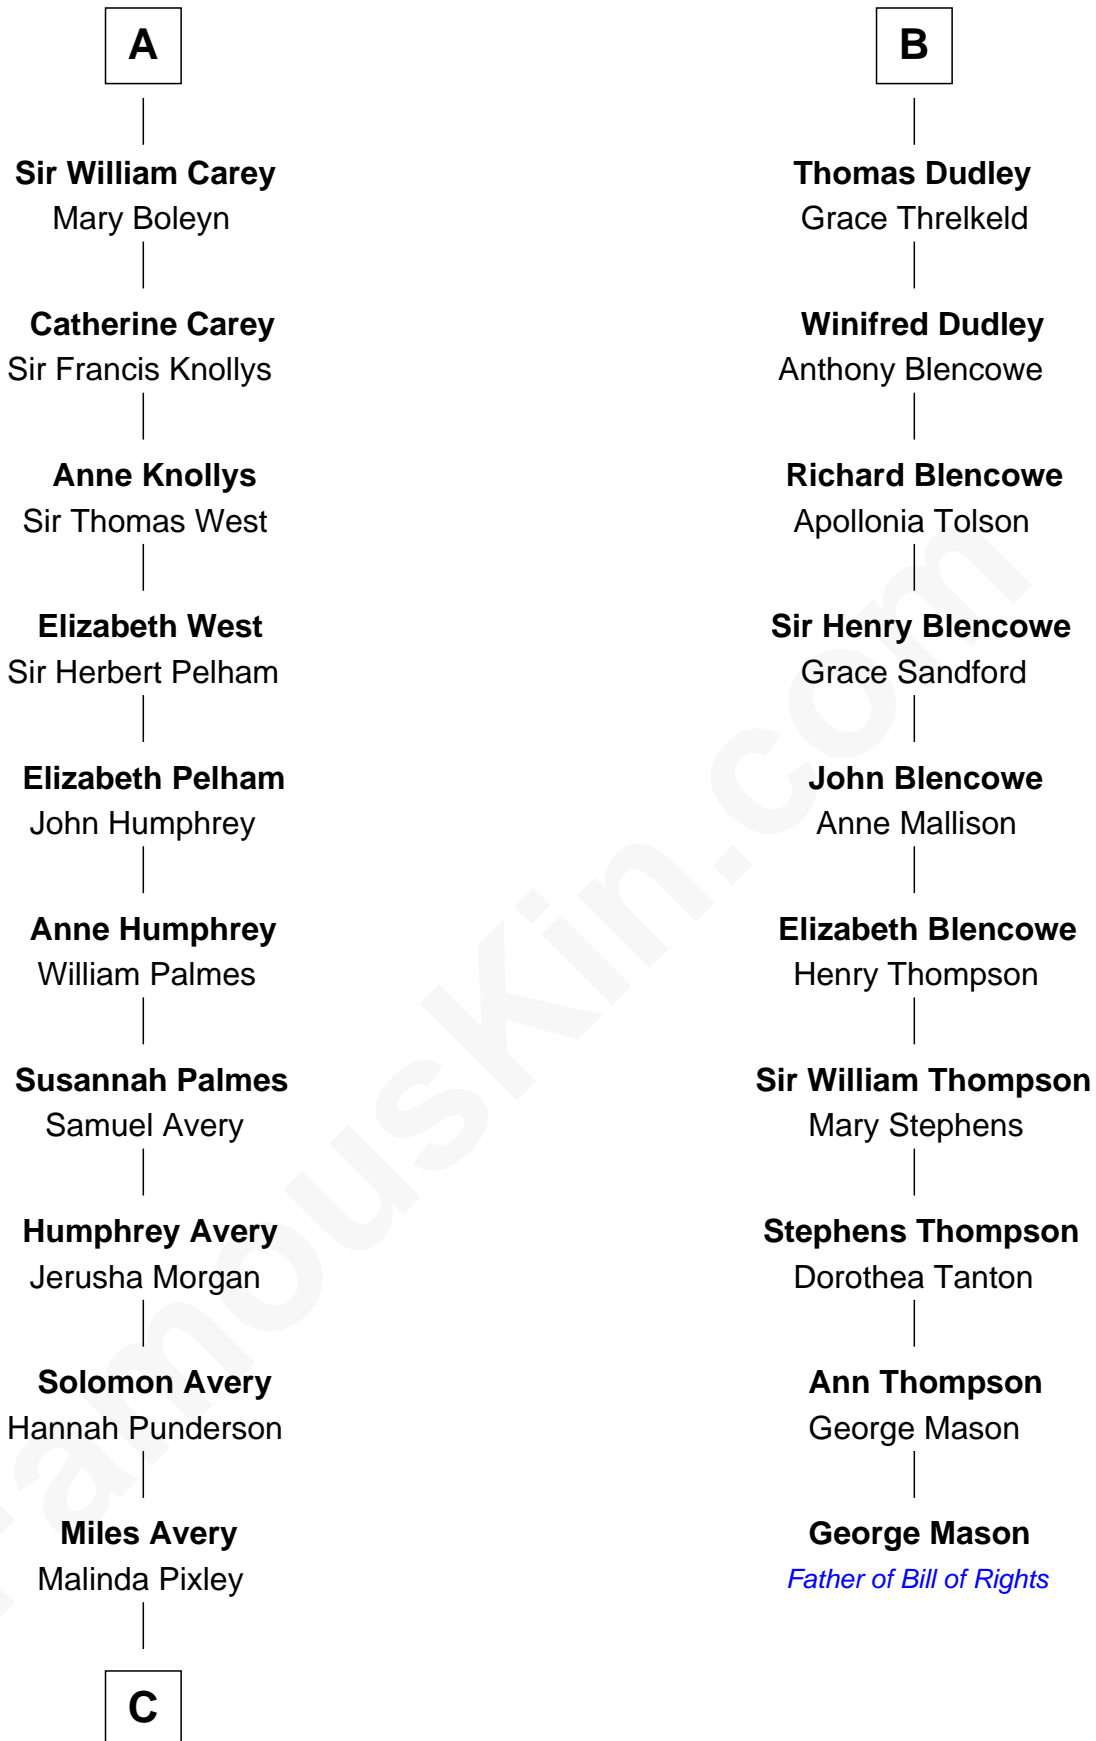 A
Sir William Carey
Mary Boleyn
Catherine Carey
Sir Francis Knollys
Anne Knollys
Sir Thomas West
Elizabeth West
Sir Herbert Pelham
Elizabeth Pelham
John Humphrey
Anne Humphrey
William Palmes
Susannah Palmes
Samuel Avery
Humphrey Avery
Jerusha Morgan
Solomon Avery
Hannah Punderson
Miles Avery
Malinda Pixley
C
B
Thomas Dudley
Grace Threlkeld
Winifred Dudley
Anthony Blencowe
Richard Blencowe
Apollonia Tolson
Sir Henry Blencowe
Grace Sandford
John Blencowe
Anne Mallison
Elizabeth Blencowe
Henry Thompson
Sir William Thompson
Mary Stephens
Stephens Thompson
Dorothea Tanton
Ann Thompson
George Mason
George Mason
Father of Bill of Rights
FamousKin.com